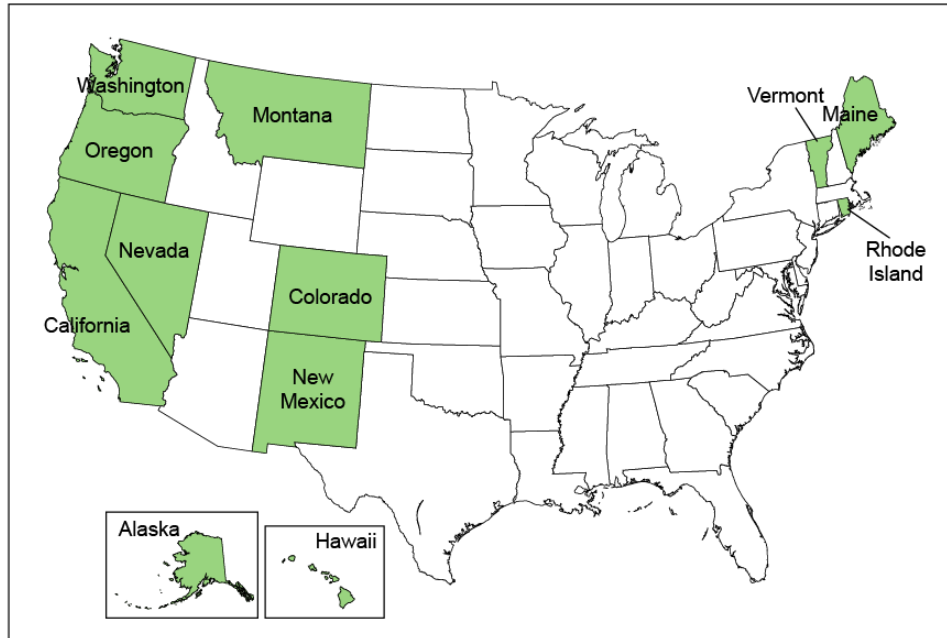 Washington
Montana
Vermont
Maine
Oregon
Nevada
Rhode
Island
Colorado
California
New
Mexico
Alaska
Hawaii